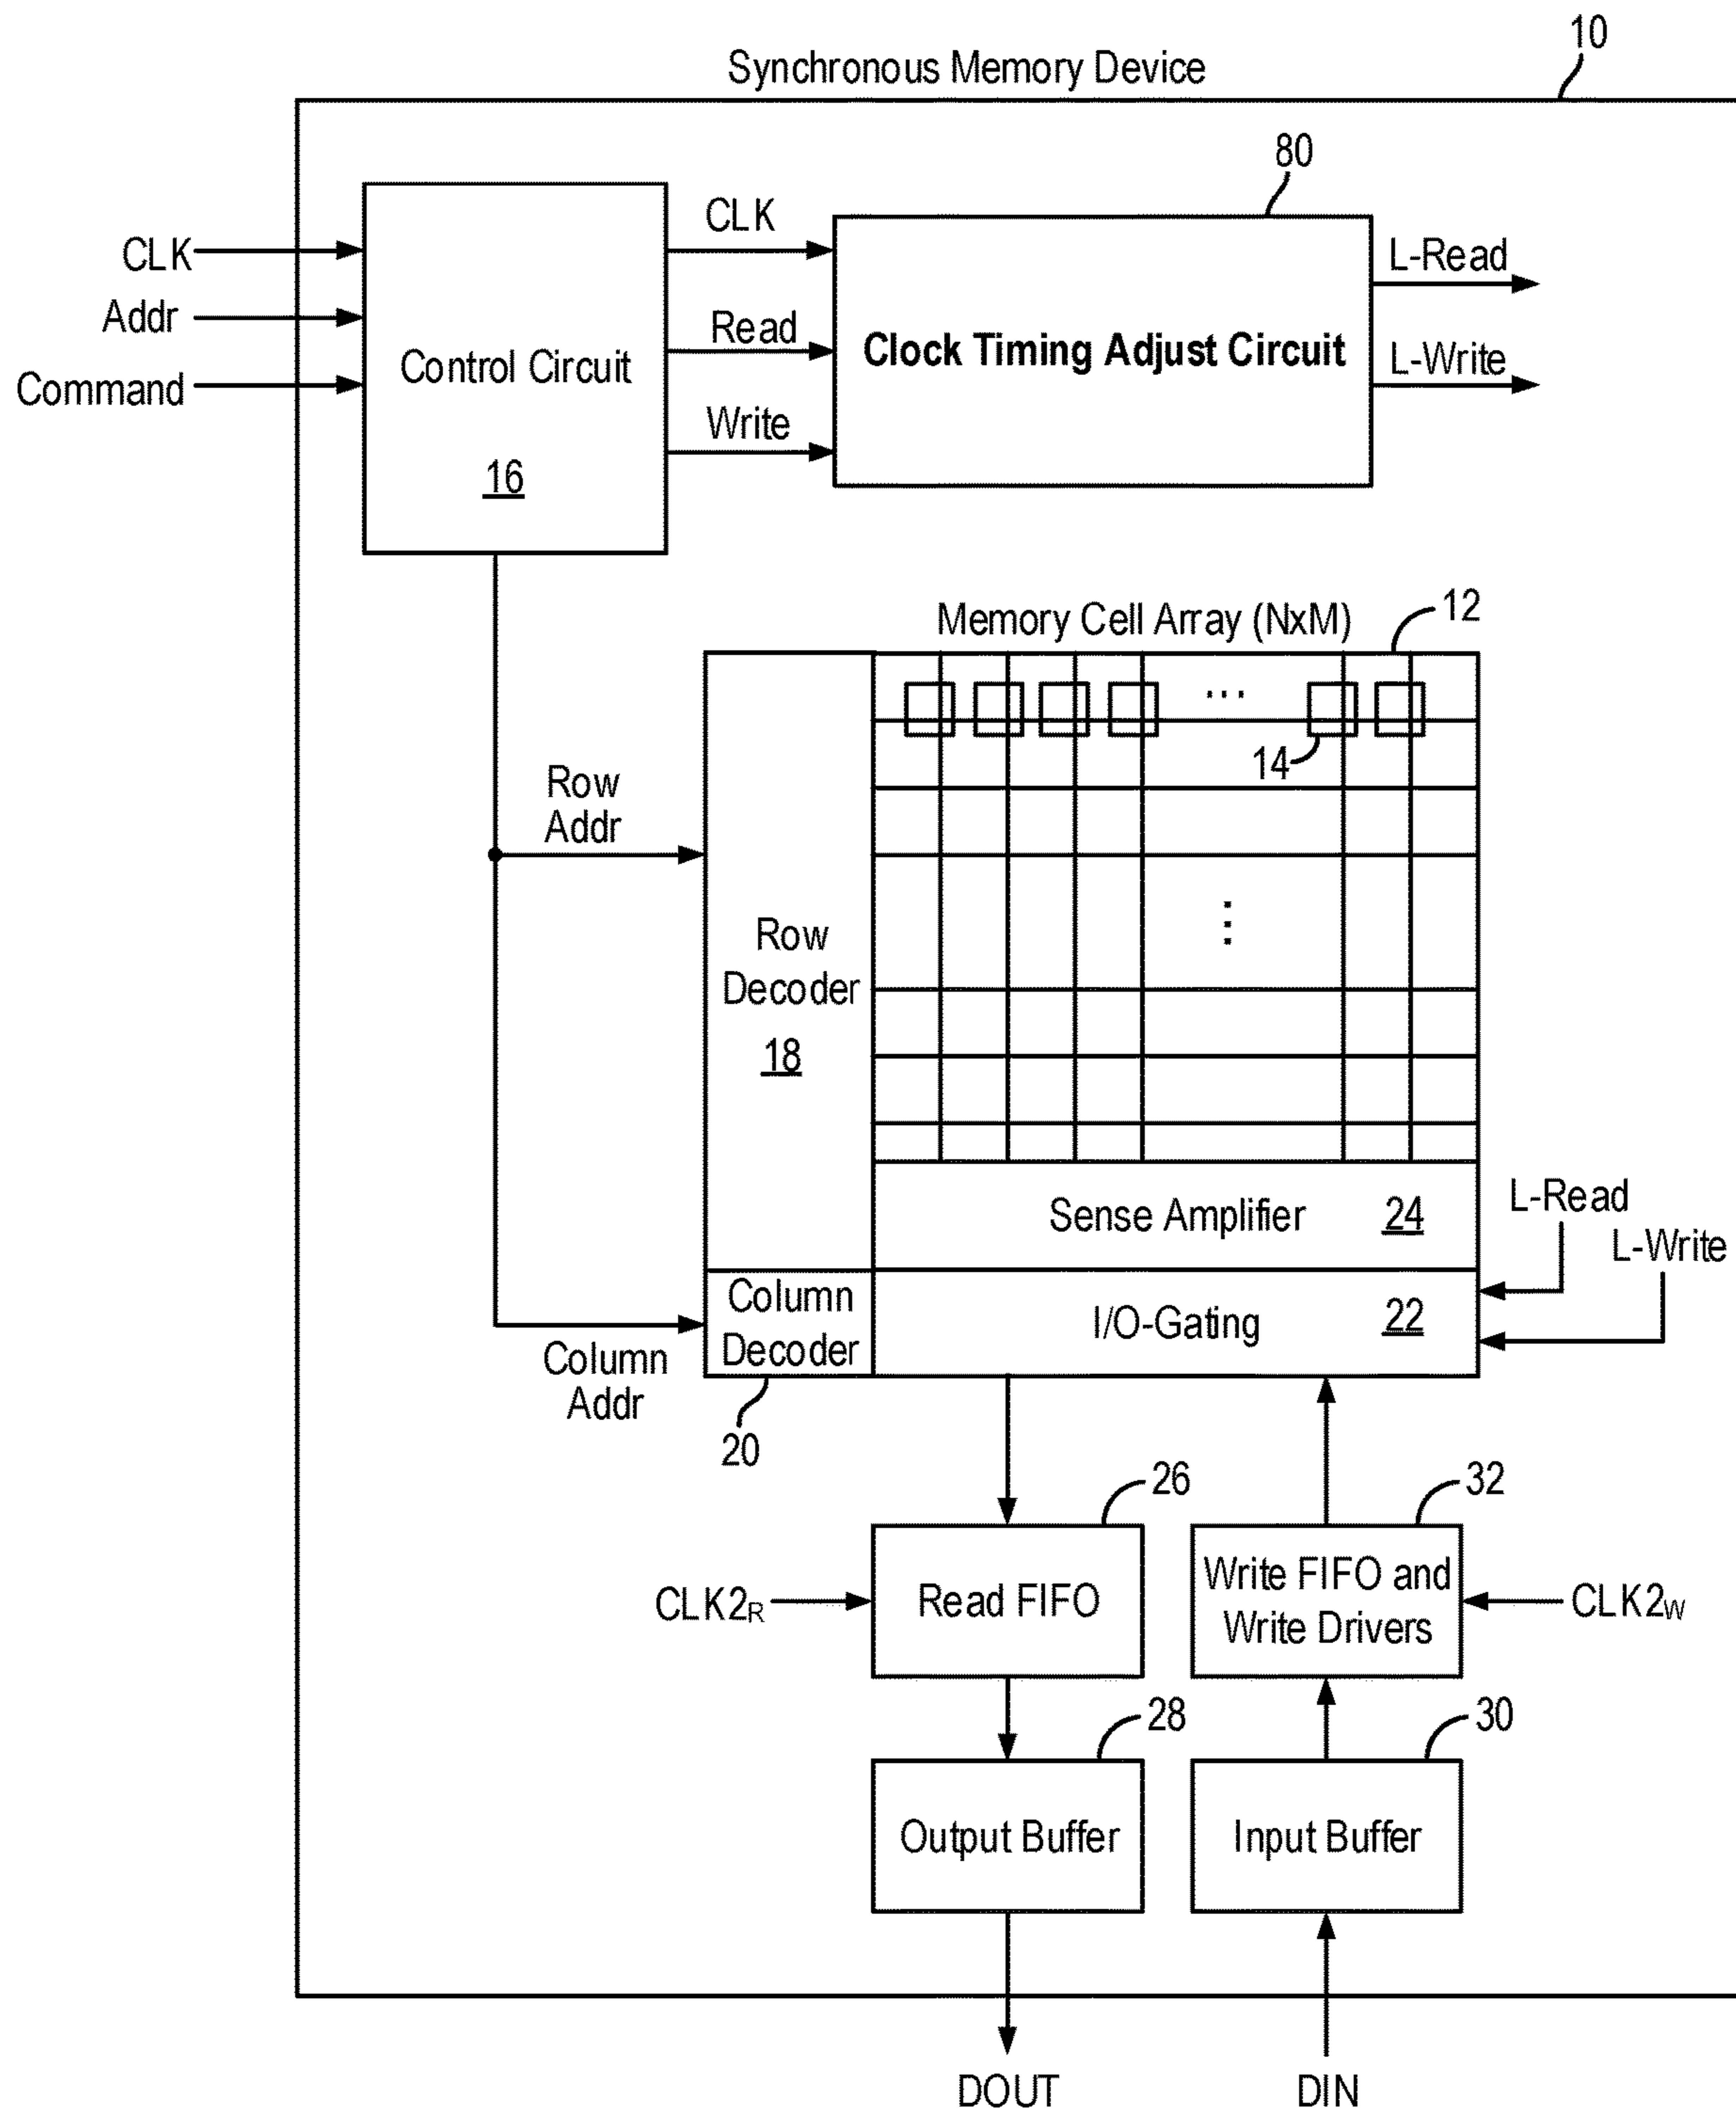 10
Synchronous Memory Device
80
CLK
CLK
L-Read
Addr
Read
Clock Timing Adjust Circuit
L-Write
Command
Control Circuit
Write
16
Memory Cell Array (NxM)
12
...
14
Row
Addr
...
Row
Decoder
18
L-Read
Sense Amplifier
24
L-Write
Column
Decoder
I/O-Gating
22
Column
Addr
20
26
32
CLK2R
Read FIFO
Write FIFO and
Write Drivers
CLK2W
28
30
Output Buffer
Input Buffer
DOUT
DIN